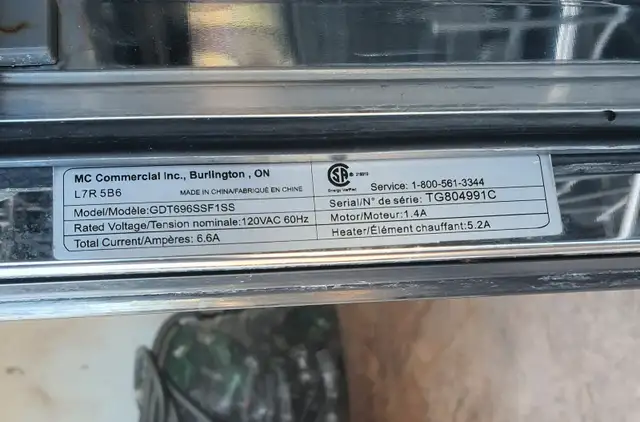 MC Commercial Inc., Burlington , ON
L7R 5B6 MADE IN CHINA/FABRIQUÉ EN CHINE
Model/Modèle:GDT696SSF1SS
Rated Voltage/Tension nominale:120VAC 60Hz
Total Current/Ampères: 6.6A
Service: 1-800-561-3344
Serial/N° de série: TG804991C
Motor/Moteur:1.4A
Heater/Élément chauffant:5.2A